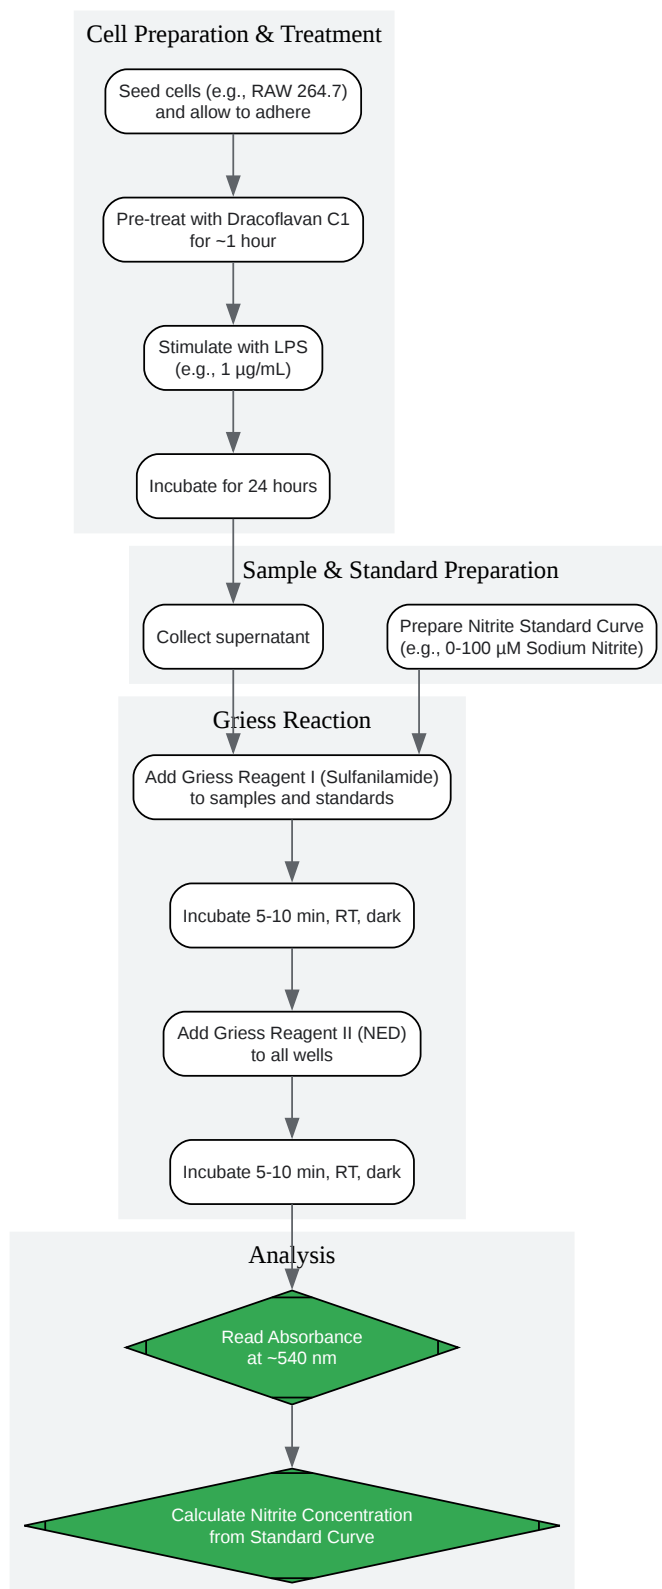 Cell Preparation & Treatment
Seed cells (e.g., RAW 264.7)
and allow to adhere
Pre-treat with Dracoflavan C1
for ~1 hour
Stimulate with LPS
(e.g., 1 µg/mL)
Incubate for 24 hours
Sample & Standard Preparation
Collect supernatant
Prepare Nitrite Standard Curve
(e.g., 0-100 µM Sodium Nitrite)
Griess Reaction
Add Griess Reagent I (Sulfanilamide)
to samples and standards
Incubate 5-10 min, RT, dark
Add Griess Reagent II (NED)
to all wells
Incubate 5-10 min, RT, dark
Analysis
Read Absorbance
at ~540 nm
Calculate Nitrite Concentration
from Standard Curve